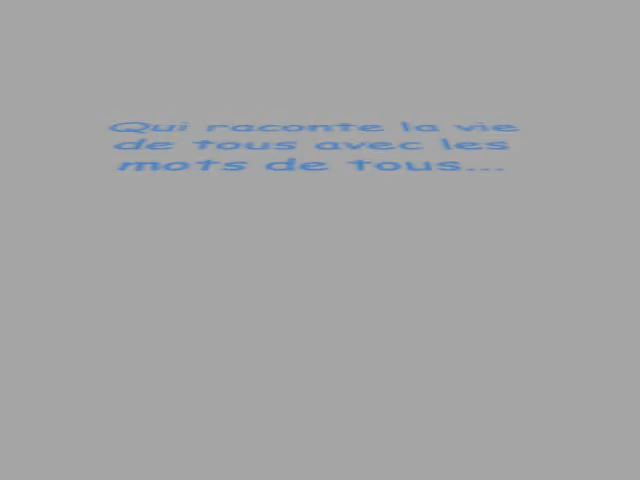 Qui raconte la vie
de tous avec les
mots de tous...